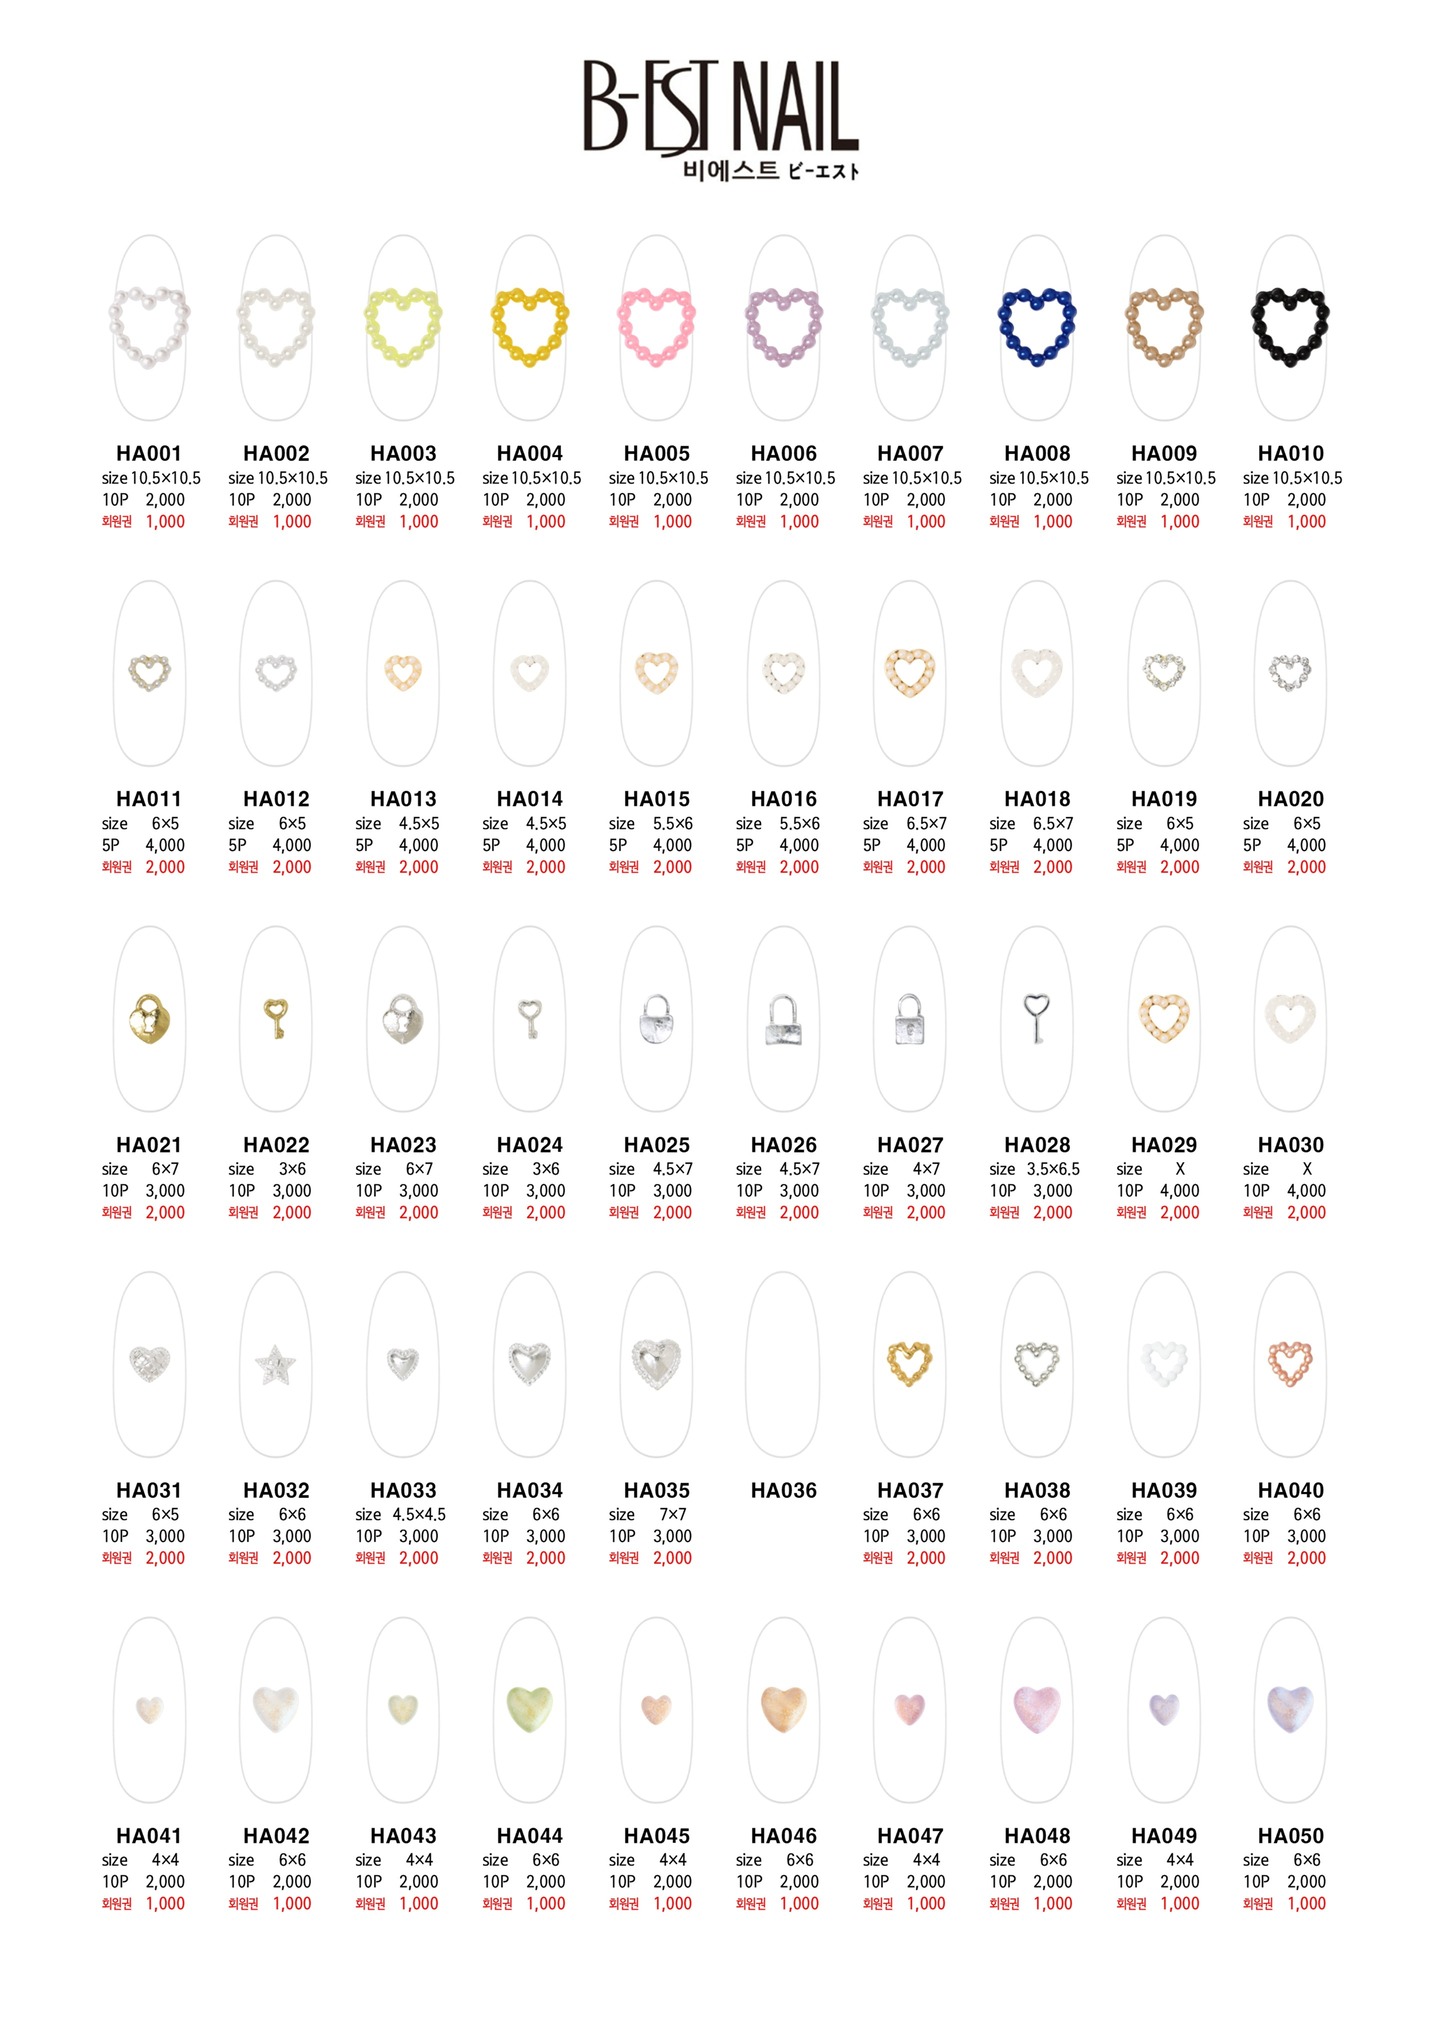 B-EST NAIL
비에스트 ビーエスト
HA001 HA002 HA003 HA004 HA005 HA006 HA007 HA008 HA009 HA010
size 10.5×10.5 size 10.5×10.5 size 10.5×10.5 size 10.5×10.5 size 10.5×10.5 size 10.5×10.5 size 10.5×10.5 size 10.5×10.5 size 10.5×10.5 size 10.5×10.5
10P 2,000 10P 2,000 10P 2,000 10P 2,000 10P 2,000 10P 2,000 10P 2,000 10P 2,000 10P 2,000 10P 2,000
회원권 1,000 회원권 1,000 회원권 1,000 회원권 1,000 회원권 1,000 회원권 1,000 회원권 1,000 회원권 1,000 회원권 1,000 회원권 1,000
HA011 HA012 HA013 HA014 HA015 HA016 HA017 HA018 HA019 HA020
size 6×5 size 6×5 size 4.5×5 size 4.5×5 size 5.5×6 size 5.5×6 size 6.5×7 size 6.5×7 size 6×5 size 6×5
5P 4,000 5P 4,000 5P 4,000 5P 4,000 5P 4,000 5P 4,000 5P 4,000 5P 4,000 5P 4,000 5P 4,000
회원권 2,000 회원권 2,000 회원권 2,000 회원권 2,000 회원권 2,000 회원권 2,000 회원권 2,000 회원권 2,000 회원권 2,000 회원권 2,000
HA021 HA022 HA023 HA024 HA025 HA026 HA027 HA028 HA029 HA030
size 6×7 size 3×6 size 6×7 size 3×6 size 4.5×7 size 4.5×7 size 4×7 size 3.5×6.5 size X size X
10P 3,000 10P 3,000 10P 3,000 10P 3,000 10P 3,000 10P 3,000 10P 3,000 10P 3,000 10P 4,000 10P 4,000
회원권 2,000 회원권 2,000 회원권 2,000 회원권 2,000 회원권 2,000 회원권 2,000 회원권 2,000 회원권 2,000 회원권 2,000 회원권 2,000
HA031 HA032 HA033 HA034 HA035 HA036 HA037 HA038 HA039 HA040
size 6×5 size 6×6 size 4.5×4.5 size 6×6 size 7×7 size 6×6 size 6×6 size 6×6 size 6×6
10P 3,000 10P 3,000 10P 3,000 10P 3,000 10P 3,000 10P 3,000 10P 3,000 10P 3,000 10P 3,000
회원권 2,000 회원권 2,000 회원권 2,000 회원권 2,000 회원권 2,000 회원권 2,000 회원권 2,000 회원권 2,000 회원권 2,000
HA041 HA042 HA043 HA044 HA045 HA046 HA047 HA048 HA049 HA050
size 4×4 size 6×6 size 4×4 size 6×6 size 4×4 size 6×6 size 4×4 size 6×6 size 4×4 size 6×6
10P 2,000 10P 2,000 10P 2,000 10P 2,000 10P 2,000 10P 2,000 10P 2,000 10P 2,000 10P 2,000 10P 2,000
회원권 1,000 회원권 1,000 회원권 1,000 회원권 1,000 회원권 1,000 회원권 1,000 회원권 1,000 회원권 1,000 회원권 1,000 회원권 1,000